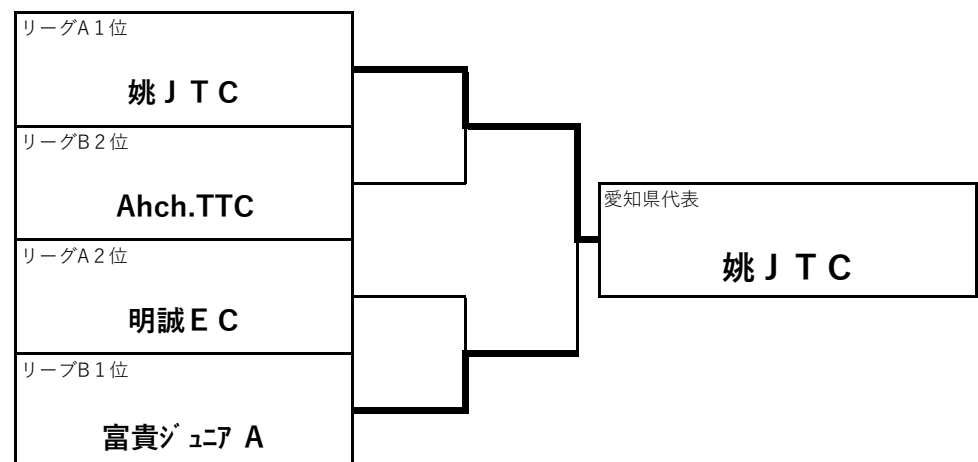 リーグA１位
姚ＪＴＣ
リーグB２位
Ahch.TTC
リーグA２位
明誠ＥＣ
リーブB１位
富貴ｼﾞｭﾆｱ A
愛知県代表
姚ＪＴＣ